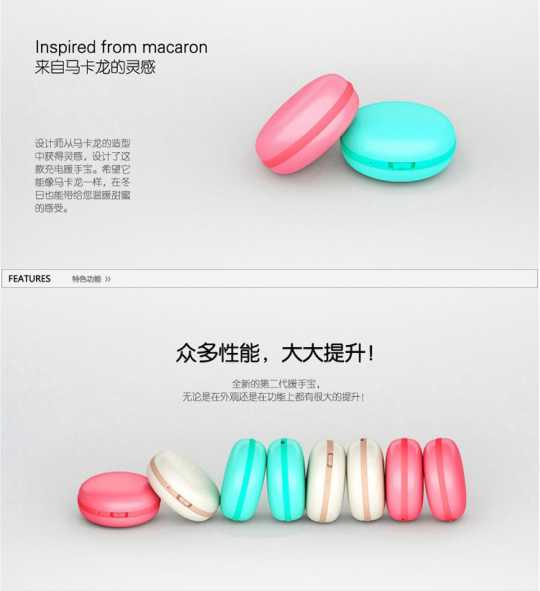 Inspired from macaron
来自马卡龙的灵感
设计师从马卡龙的造型
中获得灵感，设计了这
款充电暖手宝。希望它
能像马卡龙一样，在冬
日也能带给您温暖甜蜜
的感受。
FEATURES 特色功能 >>
众多性能，大大提升！
全新的第二代暖手宝，
无论是在外观还是在功能上都有很大的提升！